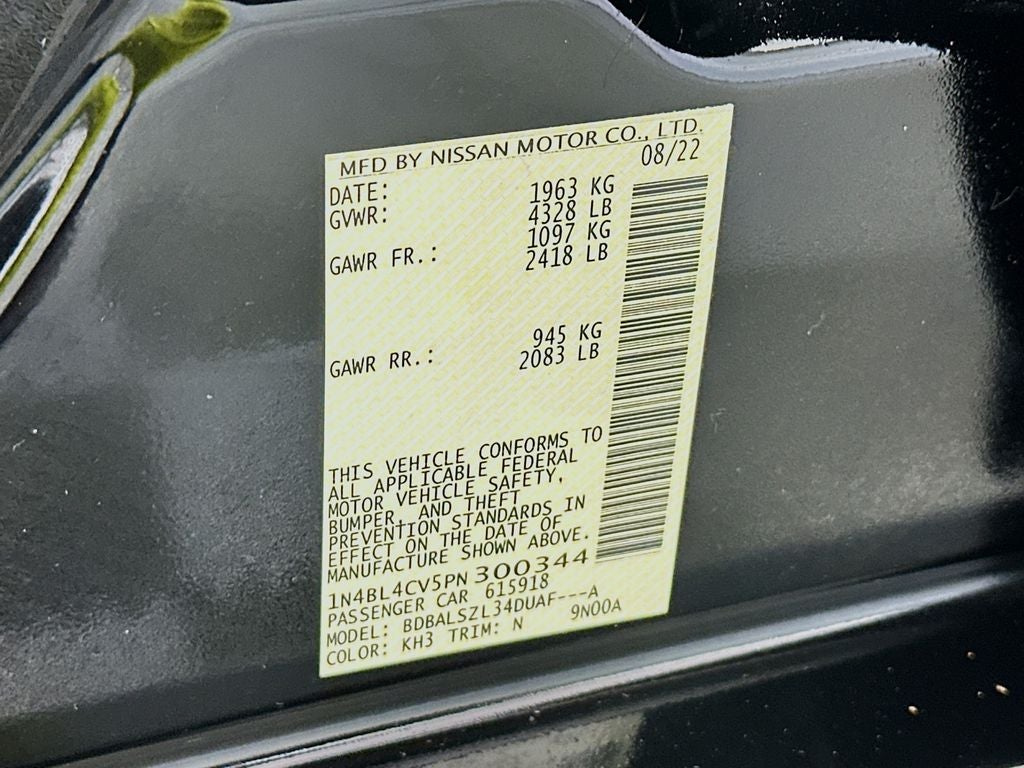 MFD BY NISSAN MOTOR CO., LTD.
DATE: 08/22
GVWR: 1963 KG
4328 LB
GAWR FR.: 1097 KG
2418 LB
GAWR RR.: 945 KG
2083 LB
THIS VEHICLE CONFORMS TO
ALL APPLICABLE FEDERAL
MOTOR VEHICLE SAFETY,
BUMPER, AND THEFT
PREVENTION STANDARDS IN
EFFECT ON THE DATE OF
MANUFACTURE SHOWN ABOVE.
1N4BL4CV5PN300344
PASSENGER CAR 615918
MODEL: BDBALSZL34DUAF---A
COLOR: KH3 TRIM: N 9N00A